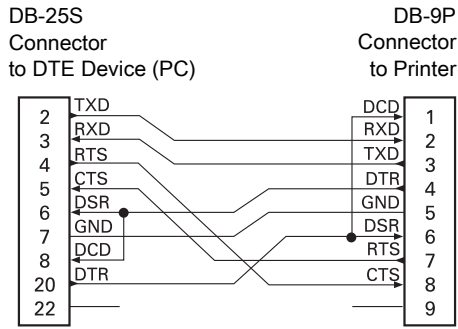 DB-25S
Connector
to DTE Device (PC)
DB-9P
Connector
to Printer
2 TXD DCD 1
3 RXD RXD 2
4 RTS TXD 3
5 CTS DTR 4
6 DSR GND 5
7 GND DSR 6
8 DCD RTS 7
20 DTR CTS 8
22 9